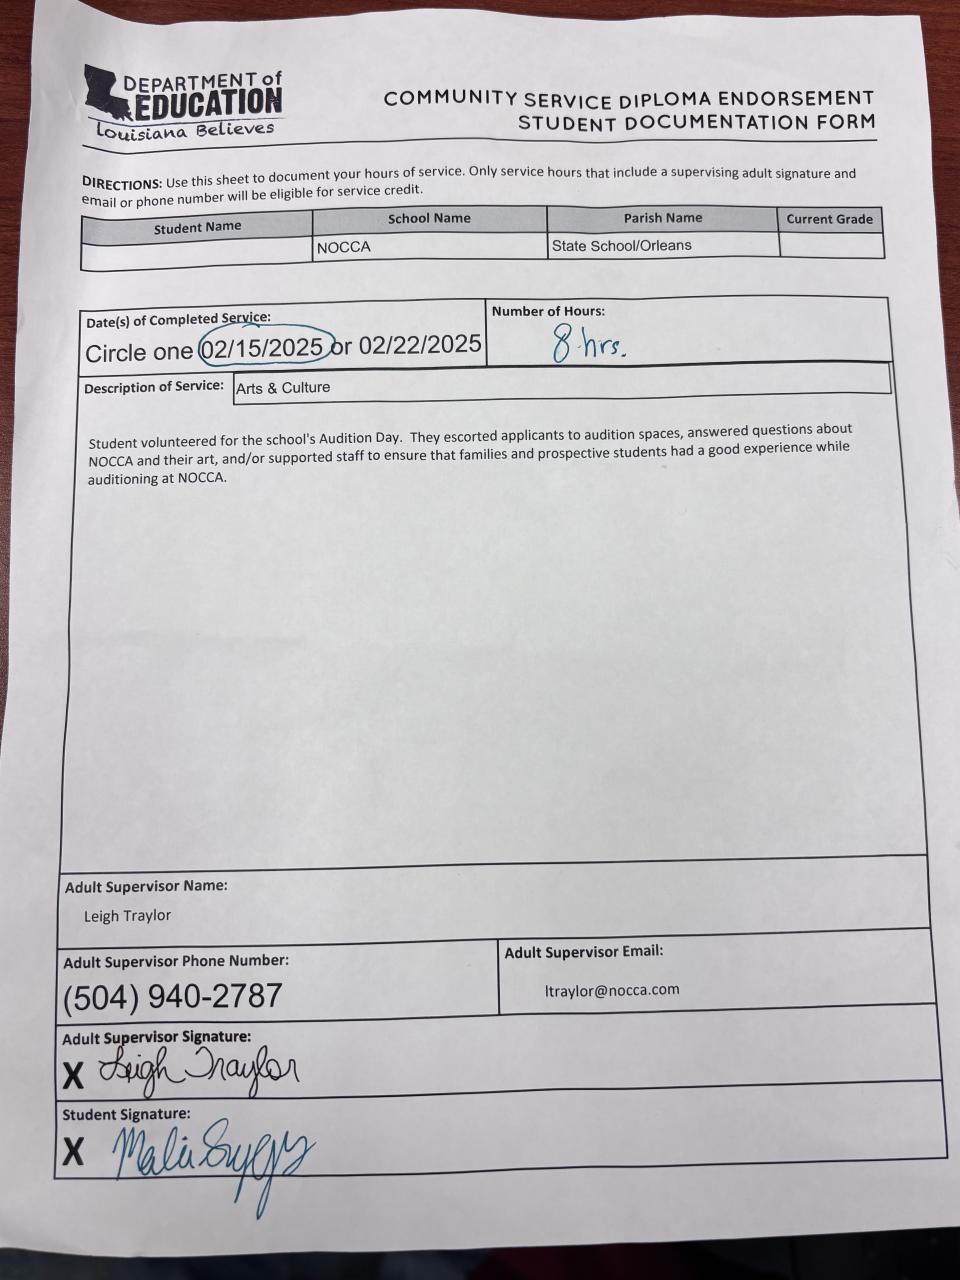 DEPARTMENT of
EDUCATION
Louisiana Believes
COMMUNITY SERVICE DIPLOMA ENDORSEMENT
STUDENT DOCUMENTATION FORM
DIRECTIONS: Use this sheet to document your hours of service. Only service hours that include a supervising adult signature and
email or phone number will be eligible for service credit.
Student Name School Name Parish Name Current Grade
NOCCA State School/Orleans
Date(s) of Completed Service: Number of Hours:
Circle one 02/15/2025 or 02/22/2025 8 hrs.
Description of Service: Arts & Culture
Student volunteered for the school's Audition Day. They escorted applicants to audition spaces, answered questions about
NOCCA and their art, and/or supported staff to ensure that families and prospective students had a good experience while
auditioning at NOCCA.
Adult Supervisor Name:
Leigh Traylor
Adult Supervisor Phone Number: Adult Supervisor Email:
(504) 940-2787 ltraylor@nocca.com
Adult Supervisor Signature:
X Leigh Traylor
Student Signature:
X